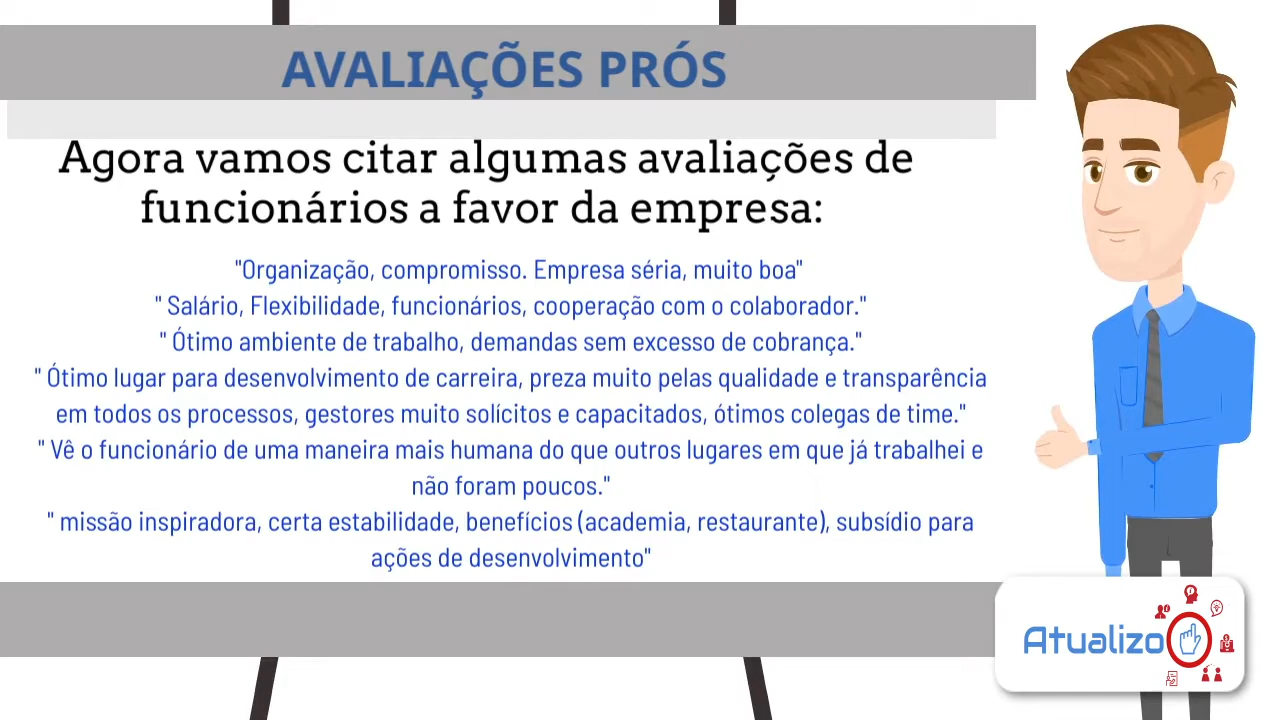 AVALIAÇÕES PRÓS
Agora vamos citar algumas avaliações de
funcionários a favor da empresa:
"Organização, compromisso. Empresa séria, muito boa"
" Salário, Flexibilidade, funcionários, cooperação com o colaborador."
" Ótimo ambiente de trabalho, demandas sem excesso de cobrança."
" Ótimo lugar para desenvolvimento de carreira, preza muito pelas qualidade e transparência
em todos os processos, gestores muito solícitos e capacitados, ótimos colegas de time."
" Vê o funcionário de uma maneira mais humana do que outros lugares em que já trabalhei e
não foram poucos."
" missão inspiradora, certa estabilidade, benefícios (academia, restaurante), subsídio para
ações de desenvolvimento"
Atualizo